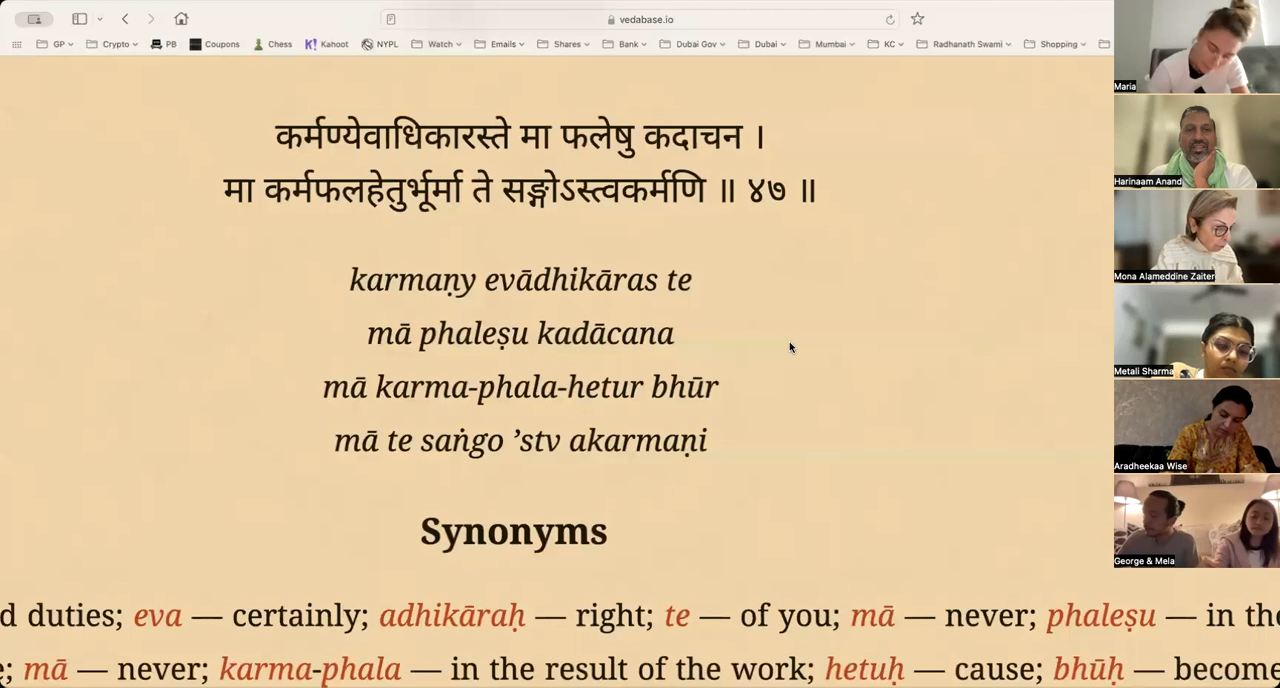 vedabase.io
GP
Crypto
PB
Coupons
Chess
K! Kahoot
NYPL
Watch
Emails
Shares
Bank
Dubai Gov
Dubai
Mumbai
KC
Radhanath Swami
Shopping
कर्मण्येवाधिकारस्ते मा फलेषु कदाचन ।
मा कर्मफलहेतुर्भूर्मा ते सङ्गोऽस्त्वकर्मणि ॥ ४७ ॥
karmaṇy evādhikāras te
mā phaleṣu kadācana
mā karma-phala-hetur bhūr
mā te saṅgo ’stv akarmaṇi
Synonyms
d duties; eva — certainly; adhikāraḥ — right; te — of you; mā — never; phaleṣu — in the
e; mā — never; karma-phala — in the result of the work; hetuḥ — cause; bhūḥ — become
Maria
Harinaam Anand
Mona Alameddine Zaiter
Metali Sharma
Aradheekaa Wise
George & Mela